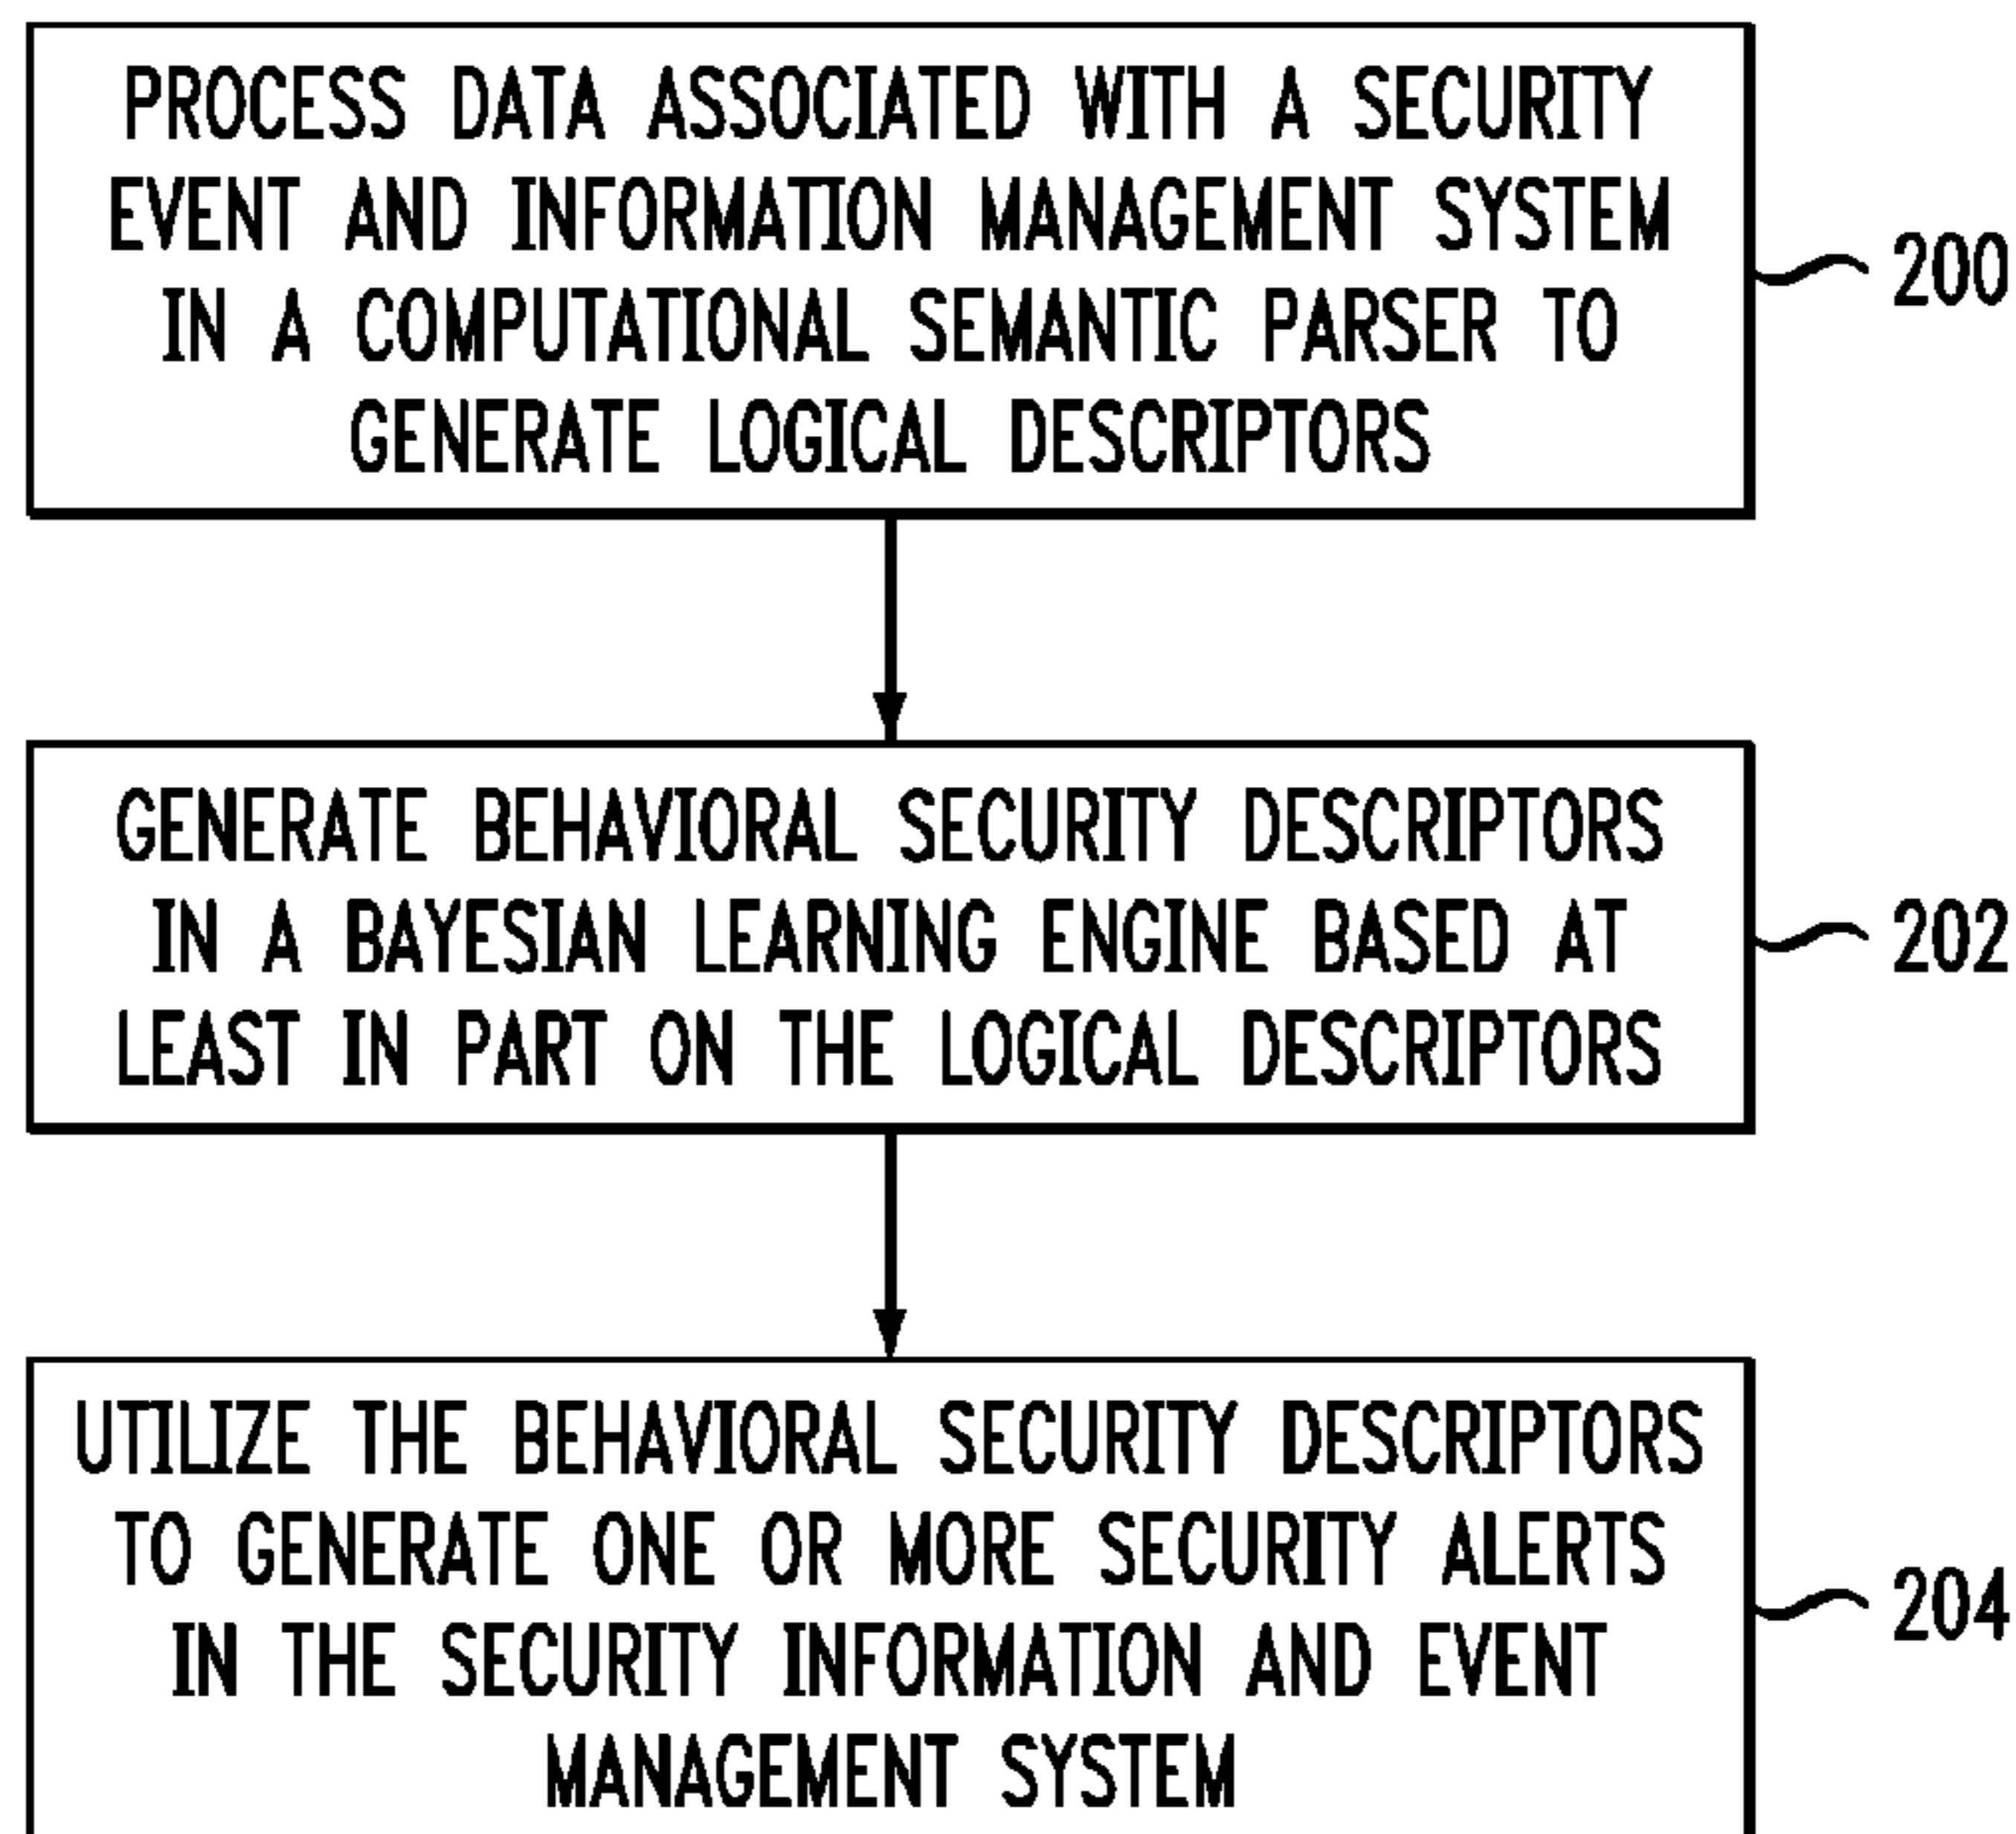 PROCESS DATA ASSOCIATED WITH A SECURITY
EVENT AND INFORMATION MANAGEMENT SYSTEM
IN A COMPUTATIONAL SEMANTIC PARSER TO
GENERATE LOGICAL DESCRIPTORS
200
GENERATE BEHAVIORAL SECURITY DESCRIPTORS
IN A BAYESIAN LEARNING ENGINE BASED AT
LEAST IN PART ON THE LOGICAL DESCRIPTORS
202
UTILIZE THE BEHAVIORAL SECURITY DESCRIPTORS
TO GENERATE ONE OR MORE SECURITY ALERTS
IN THE SECURITY INFORMATION AND EVENT
MANAGEMENT SYSTEM
204